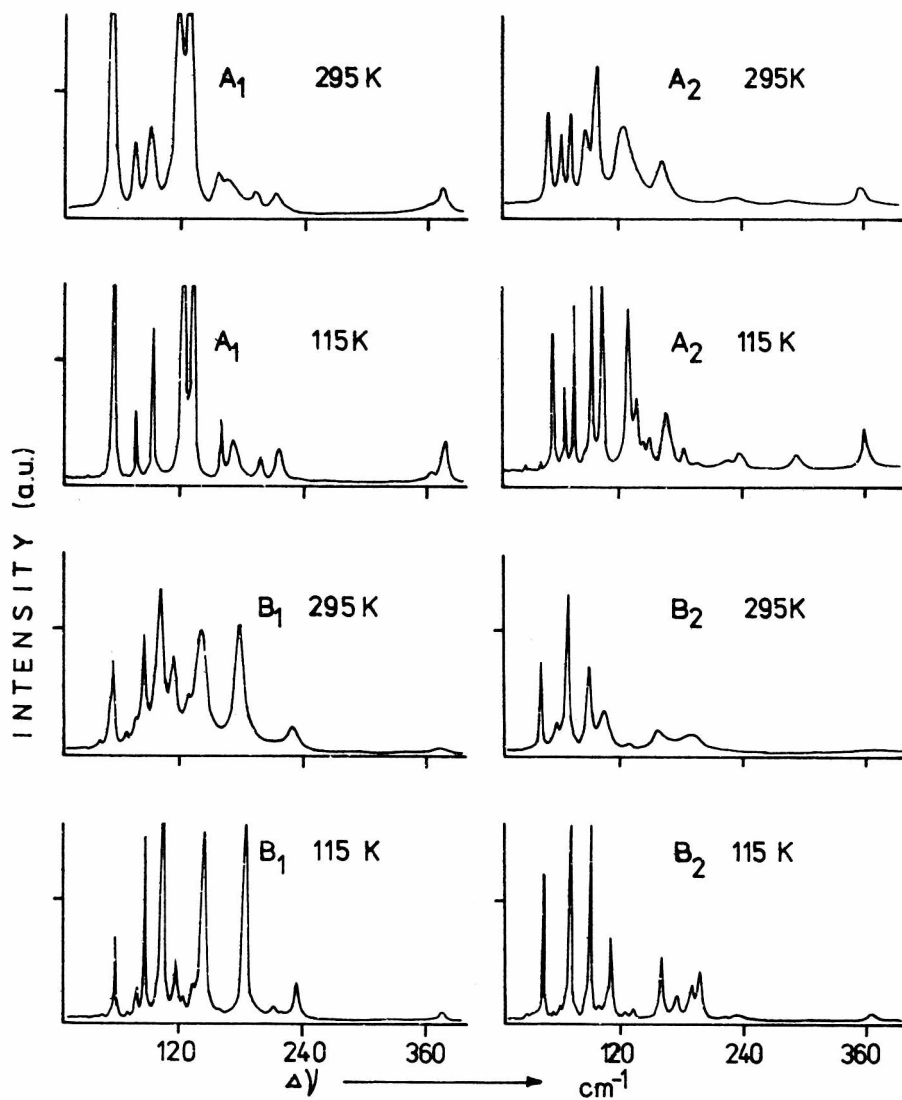 A₁ 295 K
A₂ 295K
A₁ 115K
A₂ 115 K
B₁ 295 K
B₂ 295K
B₁ 115 K
B₂ 115 K
INTENSITY (a.u.)
120 240 360
120 240 360
Δν cm⁻¹